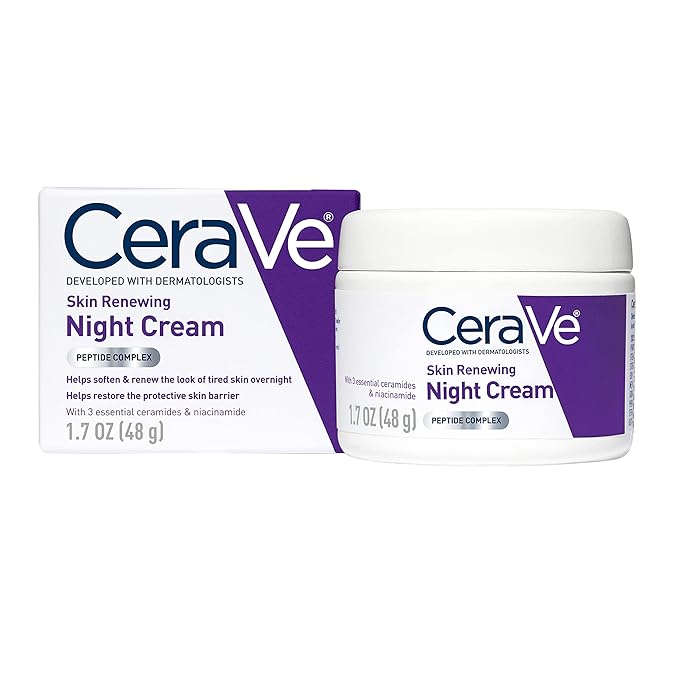 CeraVe®
DEVELOPED WITH DERMATOLOGISTS
Skin Renewing
Night Cream
PEPTIDE COMPLEX
Helps soften & renew the look of tired skin overnight
Helps restore the protective skin barrier
With 3 essential ceramides & niacinamide
1.7 OZ (48 g)
CeraVe®
DEVELOPED WITH DERMATOLOGISTS
Skin Renewing
Night Cream
PEPTIDE COMPLEX
With 3 essential ceramides
& niacinamide
1.7 OZ (48 g)